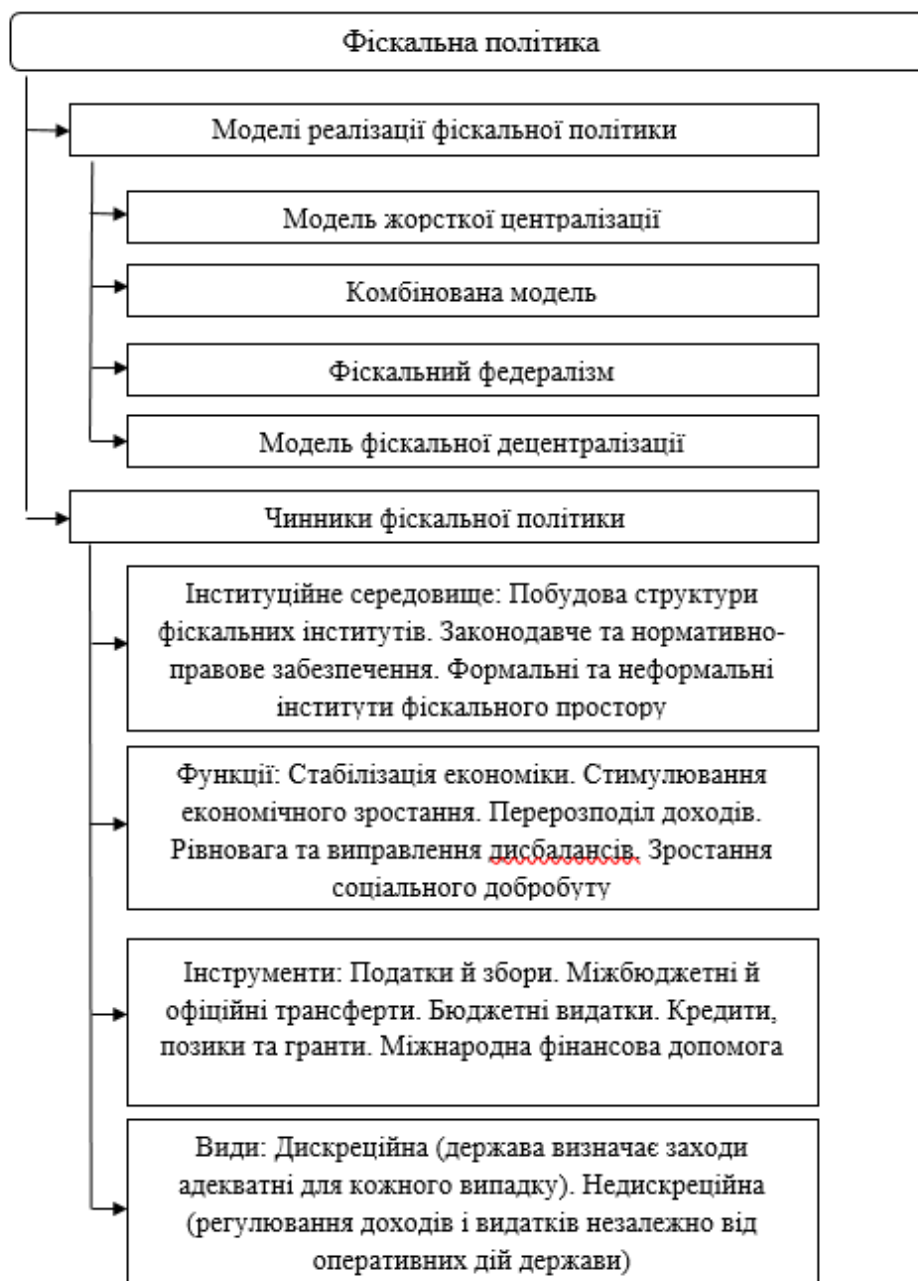 Фіскальна політика
Моделі реалізації фіскальної політики
Модель жорсткої централізації
Комбінована модель
Фіскальний федералізм
Модель фіскальної децентралізації
Чинники фіскальної політики
Інституційне середовище: Побудова структури
фіскальних інститутів. Законодавче та нормативно-
правове забезпечення. Формальні та неформальні
інститути фіскального простору
Функції: Стабілізація економіки. Стимулювання
економічного зростання. Перерозподіл доходів.
Рівновага та виправлення дисбалансів. Зростання
соціального добробуту
Інструменти: Податки й збори. Міжбюджетні й
офіційні трансферти. Бюджетні видатки. Кредити,
позики та гранти. Міжнародна фінансова допомога
Види: Дискреційна (держава визначає заходи
адекватні для кожного випадку). Недискреційна
(регулювання доходів і видатків незалежно від
оперативних дій держави)